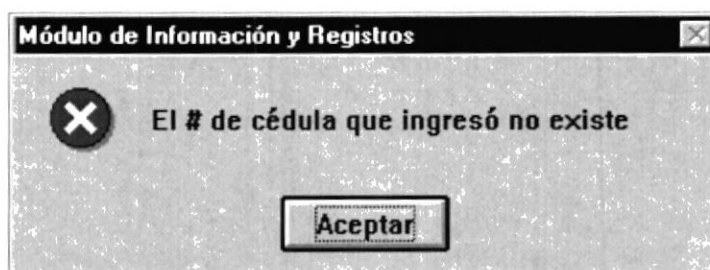 Módulo de Información y Registros
El # de cédula que ingresó no existe
Aceptar